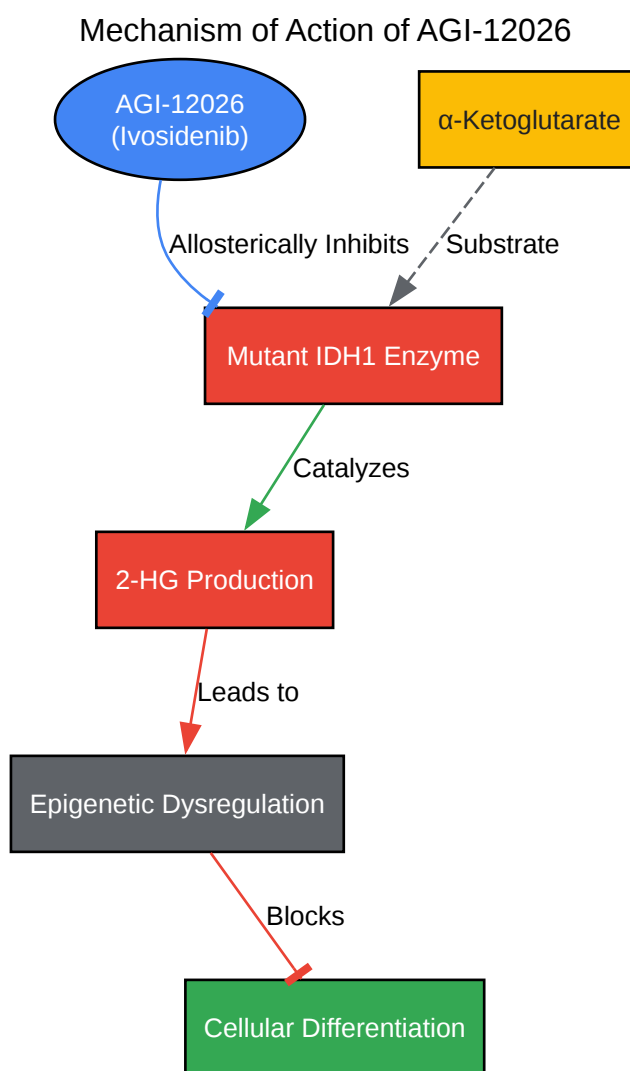 Mechanism of Action of AGI-12026
AGI-12026
(Ivosidenib)
α-Ketoglutarate
Allosterically Inhibits
Substrate
Mutant IDH1 Enzyme
Catalyzes
2-HG Production
Leads to
Epigenetic Dysregulation
Blocks
Cellular Differentiation